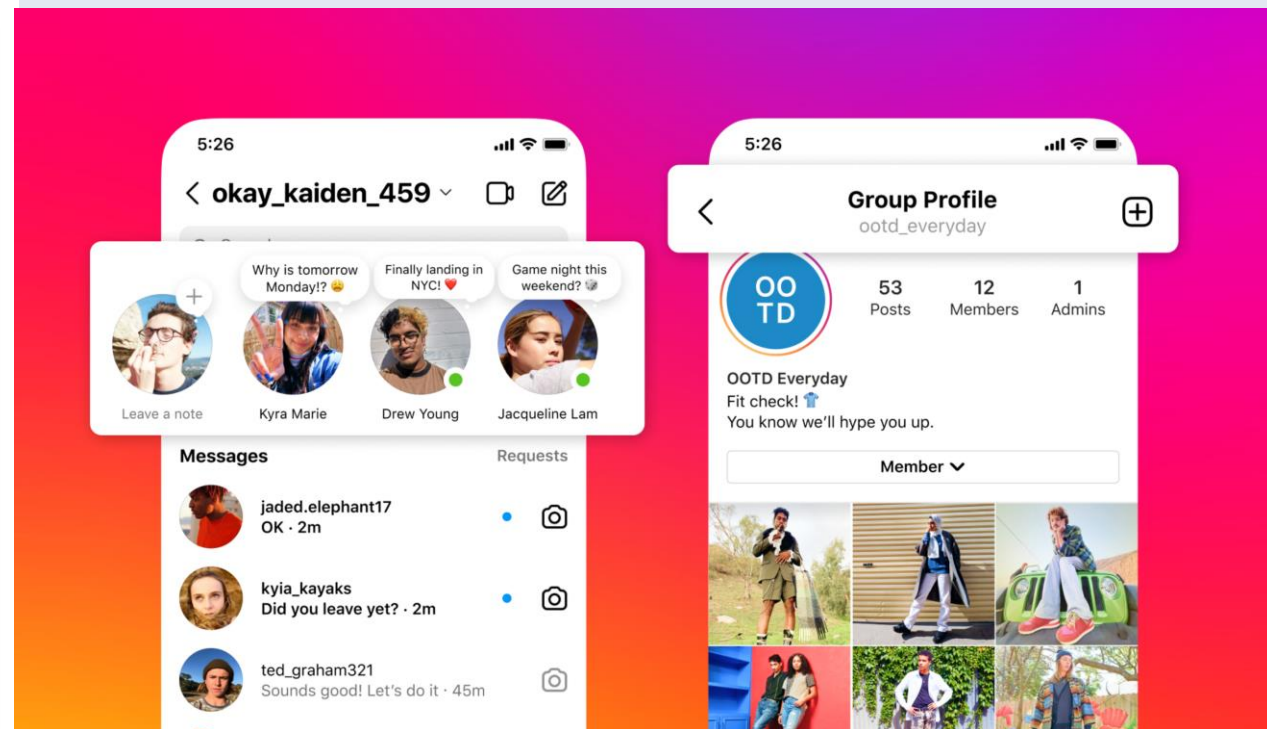 5:26
okay_kaiden_459
Why is tomorrow
Monday!? 😩
Finally landing in
NYC! ❤️
Game night this
weekend? 🎲
Leave a note
Kyra Marie
Drew Young
Jacqueline Lam
Messages
Requests
jaded.elephant17
OK · 2m
kyia_kayaks
Did you leave yet? · 2m
ted_graham321
Sounds good! Let's do it · 45m
5:26
Group Profile
ootd_everyday
OO
TD
53
Posts
12
Members
1
Admins
OOTD Everyday
Fit check! 👕
You know we'll hype you up.
Member